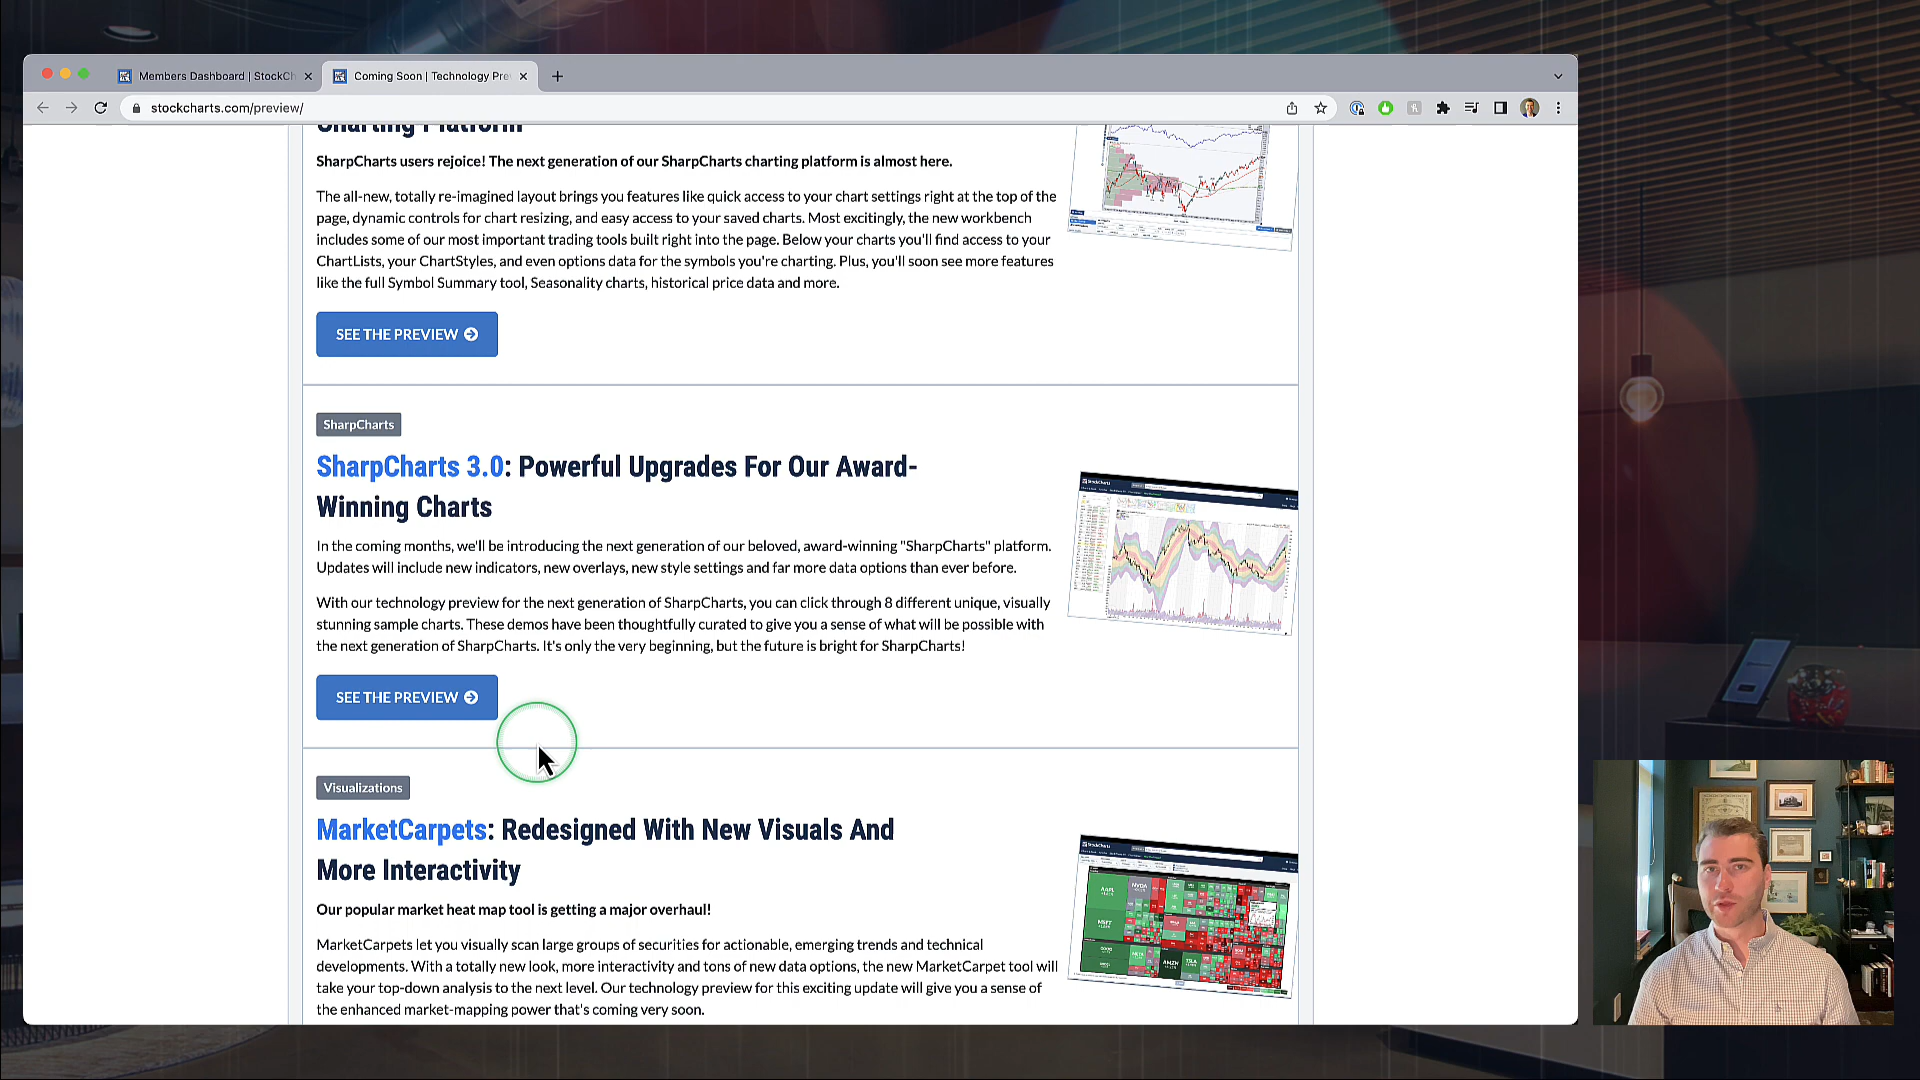 Members Dashboard | StockCh
Coming Soon | Technology Pre
stockcharts.com/preview/
Charting Platform
SharpCharts users rejoice! The next generation of our SharpCharts charting platform is almost here.
The all-new, totally re-imagined layout brings you features like quick access to your chart settings right at the top of the
page, dynamic controls for chart resizing, and easy access to your saved charts. Most excitingly, the new workbench
includes some of our most important trading tools built right into the page. Below your charts you'll find access to your
ChartLists, your ChartStyles, and even options data for the symbols you're charting. Plus, you'll soon see more features
like the full Symbol Summary tool, Seasonality charts, historical price data and more.
SEE THE PREVIEW
SharpCharts
SharpCharts 3.0: Powerful Upgrades For Our Award-
Winning Charts
In the coming months, we'll be introducing the next generation of our beloved, award-winning "SharpCharts" platform.
Updates will include new indicators, new overlays, new style settings and far more data options than ever before.
With our technology preview for the next generation of SharpCharts, you can click through 8 different unique, visually
stunning sample charts. These demos have been thoughtfully curated to give you a sense of what will be possible with
the next generation of SharpCharts. It's only the very beginning, but the future is bright for SharpCharts!
SEE THE PREVIEW
StockCharts
Visualizations
MarketCarpets: Redesigned With New Visuals And
More Interactivity
Our popular market heat map tool is getting a major overhaul!
MarketCarpets let you visually scan large groups of securities for actionable, emerging trends and technical
developments. With a totally new look, more interactivity and tons of new data options, the new MarketCarpet tool will
take your top-down analysis to the next level. Our technology preview for this exciting update will give you a sense of
the enhanced market-mapping power that's coming very soon.
StockCharts
AAPL
NVDA
MSFT
AMZN
TSLA